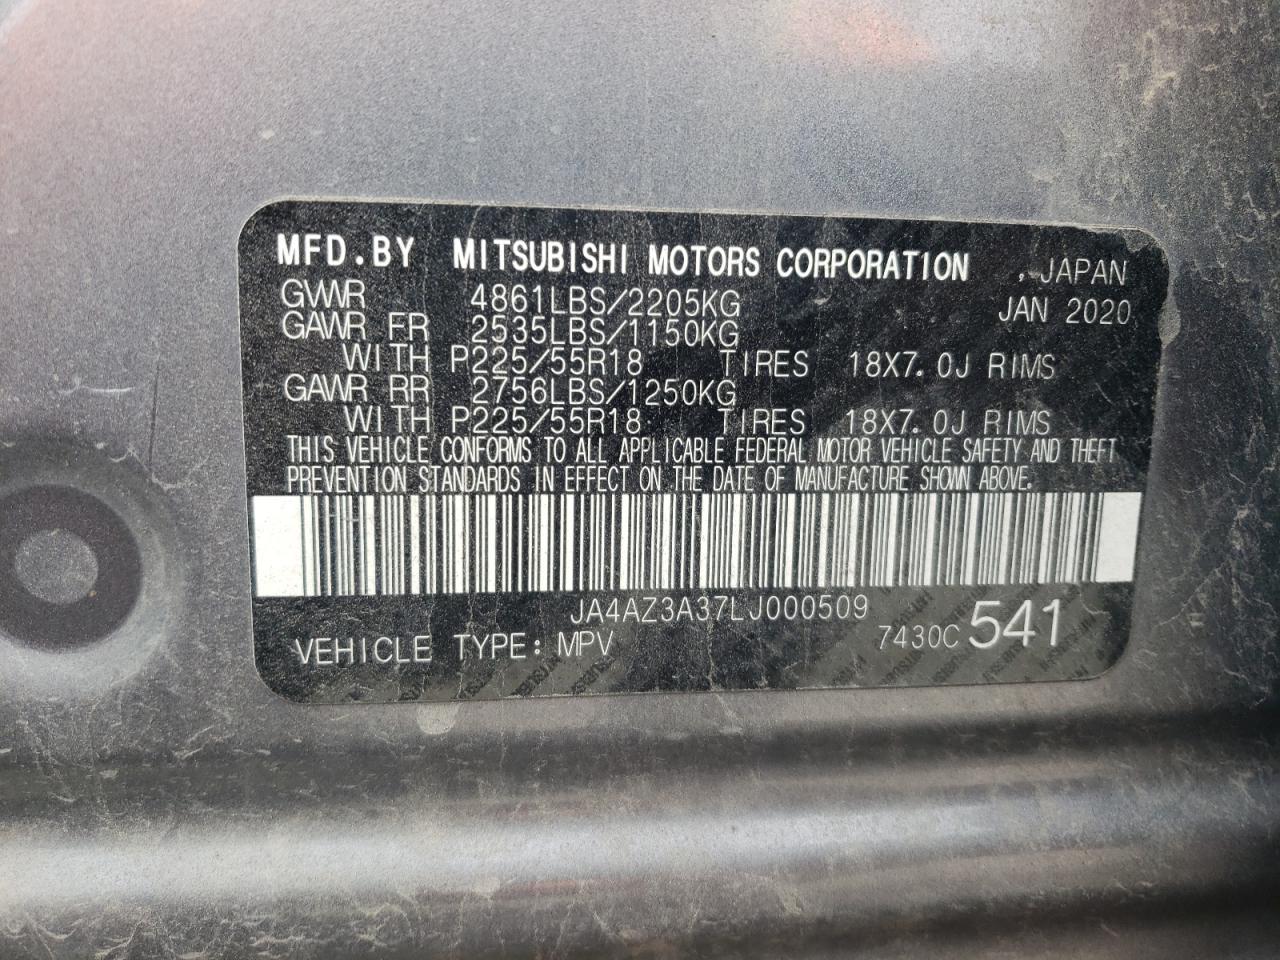 MFD.BY MITSUBISHI MOTORS CORPORATION , JAPAN
GVWR 4861LBS/2205KG JAN 2020
GAWR FR 2535LBS/1150KG
WITH P225/55R18 TIRES 18X7.0J RIMS
GAWR RR 2756LBS/1250KG
WITH P225/55R18 TIRES 18X7.0J RIMS
THIS VEHICLE CONFORMS TO ALL APPLICABLE FEDERAL MOTOR VEHICLE SAFETY AND THEFT
PREVENTION STANDARDS IN EFFECT ON THE DATE OF MANUFACTURE SHOWN ABOVE.
JA4AZ3A37LJ000509
VEHICLE TYPE: MPV 7430C 541